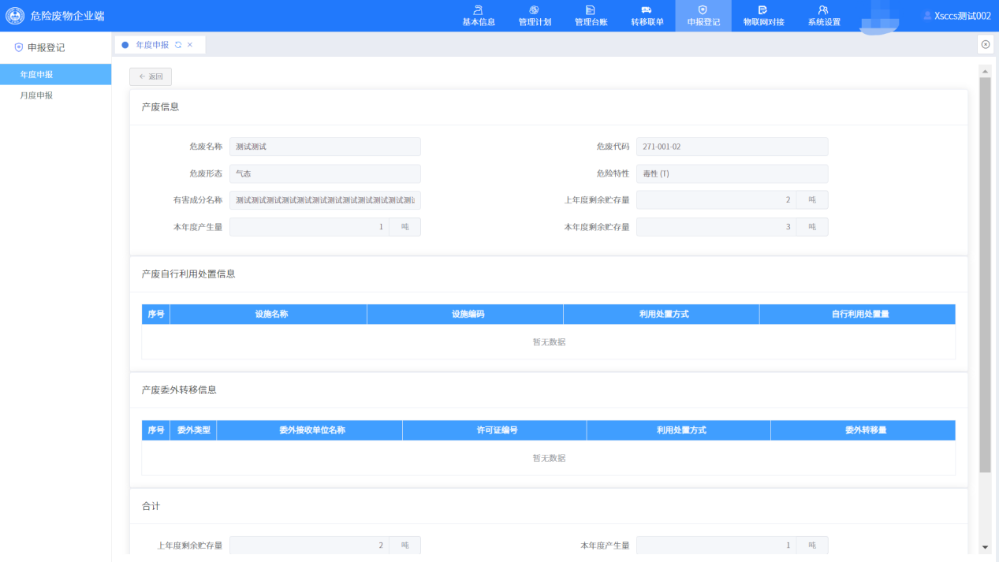 危险废物企业端
基本信息 管理计划 管理台账 转移联单 申报登记 物联网对接 系统设置
Xsccs测试002
申报登记
年度申报
年度申报
月度申报
返回
产废信息
危废名称 测试测试 危废代码 271-001-02
危废形态 气态 危险特性 毒性 (T)
有害成分名称 测试测试测试测试测试测试测试测试测试测试测试测 上年度剩余贮存量 2 吨
本年度产生量 1 吨 本年度剩余贮存量 3 吨
产废自行利用处置信息
序号 设施名称 设施编码 利用处置方式 自行利用处置量
暂无数据
产废委外转移信息
序号 委外类型 委外接收单位名称 许可证编号 利用处置方式 委外转移量
暂无数据
合计
上年度剩余贮存量 2 吨 本年度产生量 1 吨